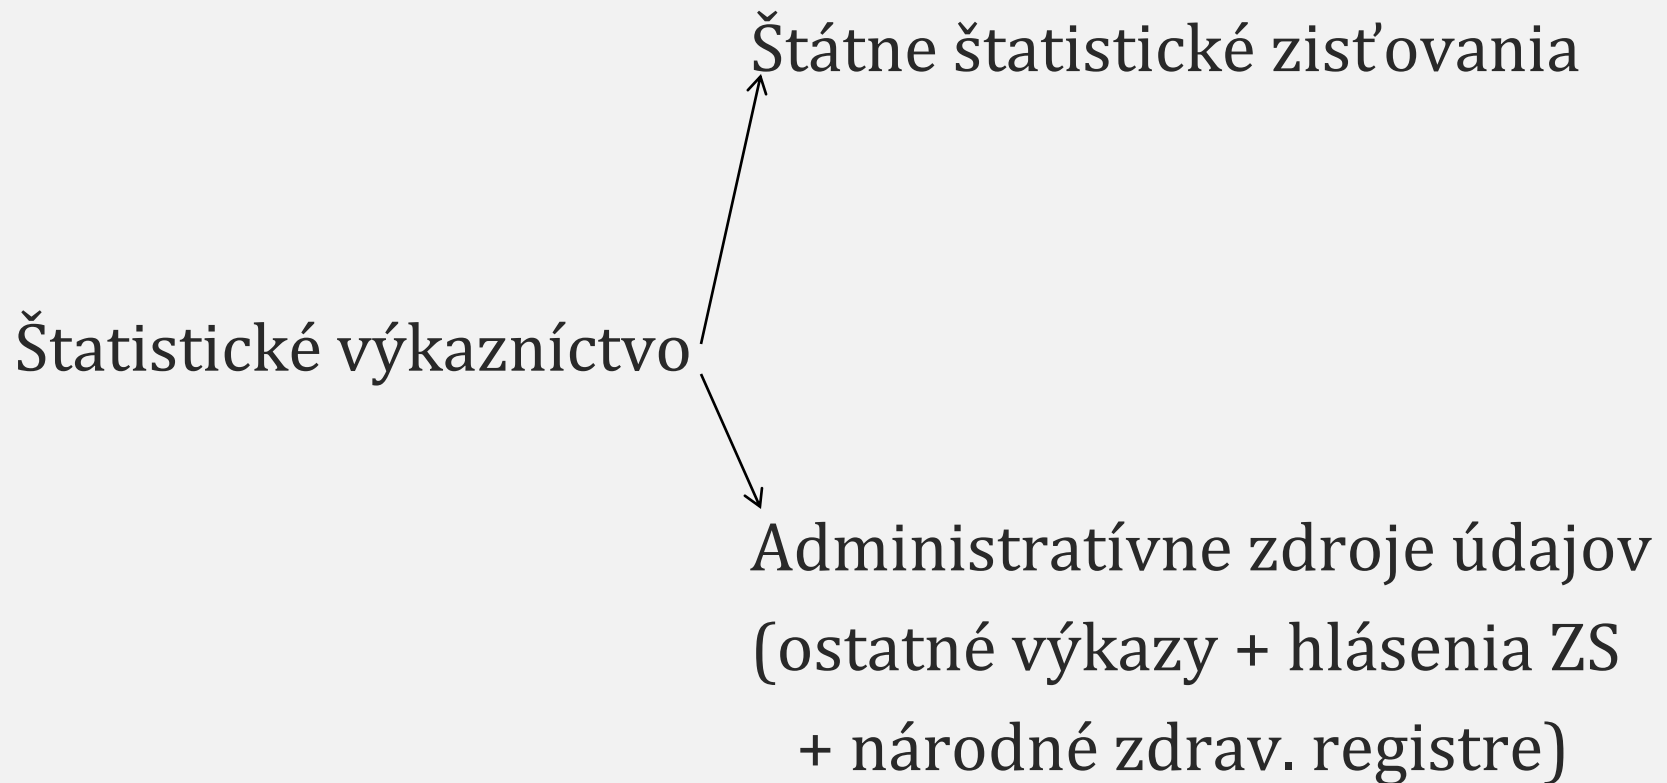 Štátne štatistické zisťovania
Štatistické výkazníctvo
Administratívne zdroje údajov
(ostatné výkazy + hlásenia ZS
+ národné zdrav. registre)